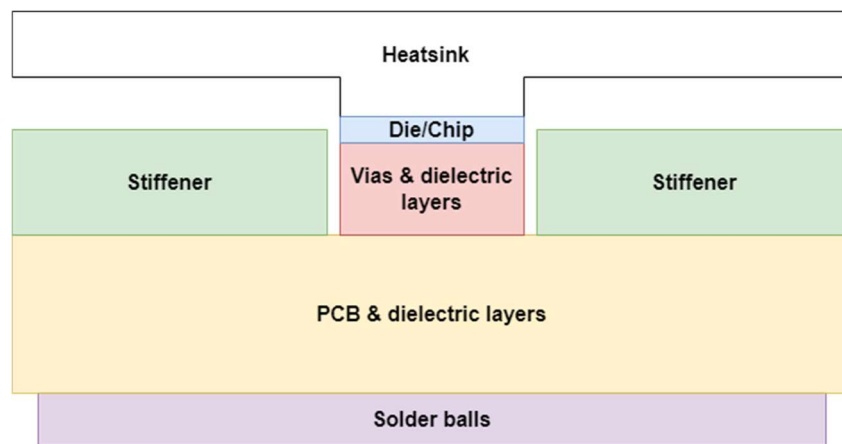 Heatsink
Die/Chip
Stiffener
Vias & dielectric
layers
Stiffener
PCB & dielectric layers
Solder balls